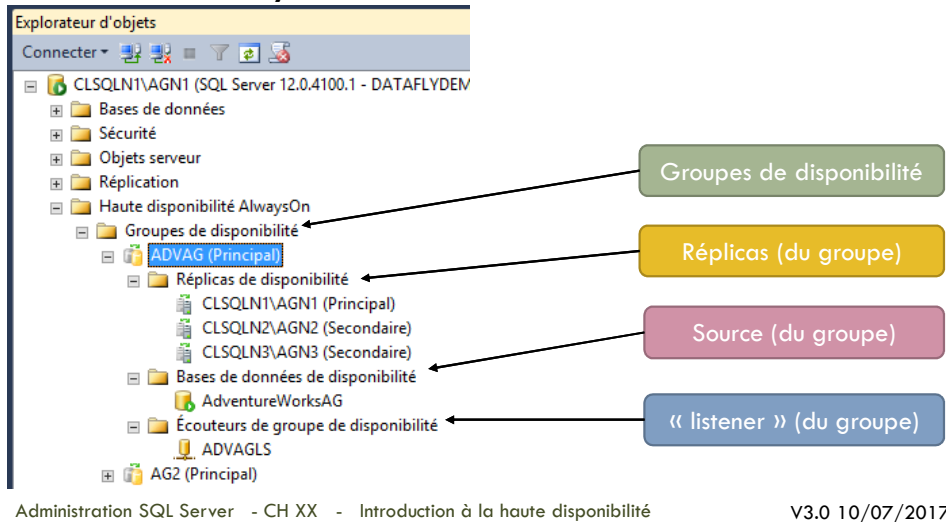 Explorateur d'objets
Connecter
CLSQLN1\AGN1 (SQL Server 12.0.4100.1 - DATAFLYDEM
Bases de données
Sécurité
Objets serveur
Réplication
Haute disponibilité AlwaysOn
Groupes de disponibilité
ADVAG (Principal)
Réplicas de disponibilité
CLSQLN1\AGN1 (Principal)
CLSQLN2\AGN2 (Secondaire)
CLSQLN3\AGN3 (Secondaire)
Bases de données de disponibilité
AdventureWorksAG
Écouteurs de groupe de disponibilité
ADVAGLS
AG2 (Principal)
Groupes de disponibilité
Réplicas (du groupe)
Source (du groupe)
« listener » (du groupe)
Administration SQL Server - CH XX - Introduction à la haute disponibilité
V3.0 10/07/2017